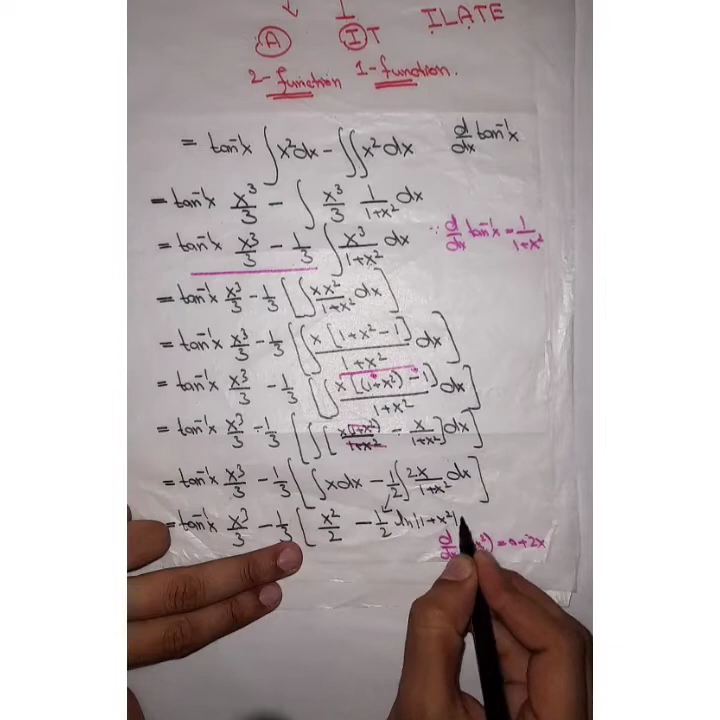 1 ILATE
A I T
2-function 1-function.
= tan⁻¹x ∫x²dx - ∫∫x²dx d/dx tan⁻¹x
= tan⁻¹x x³/3 - ∫ x³/3 1/1+x² dx
= tan⁻¹x x³/3 - 1/3 ∫ x³/1+x² dx ∵ d/dx tan⁻¹x = 1/1+x²
= tan⁻¹x x³/3 - 1/3 [∫ xx²/1+x² dx]
= tan⁻¹x x³/3 - 1/3 [∫ x[1+x²-1]/1+x² dx]
= tan⁻¹x x³/3 - 1/3 [∫ x[(1+x²)-1]/1+x² dx]
= tan⁻¹x x³/3 - 1/3 [∫[x(1+x²)/1+x² - x/1+x²]dx]
= tan⁻¹x x³/3 - 1/3 [∫xdx - 1/2 ∫ 2x/1+x² dx]
= tan⁻¹x x³/3 - 1/3 [x²/2 - 1/2 ln|1+x²|
= 0+2x